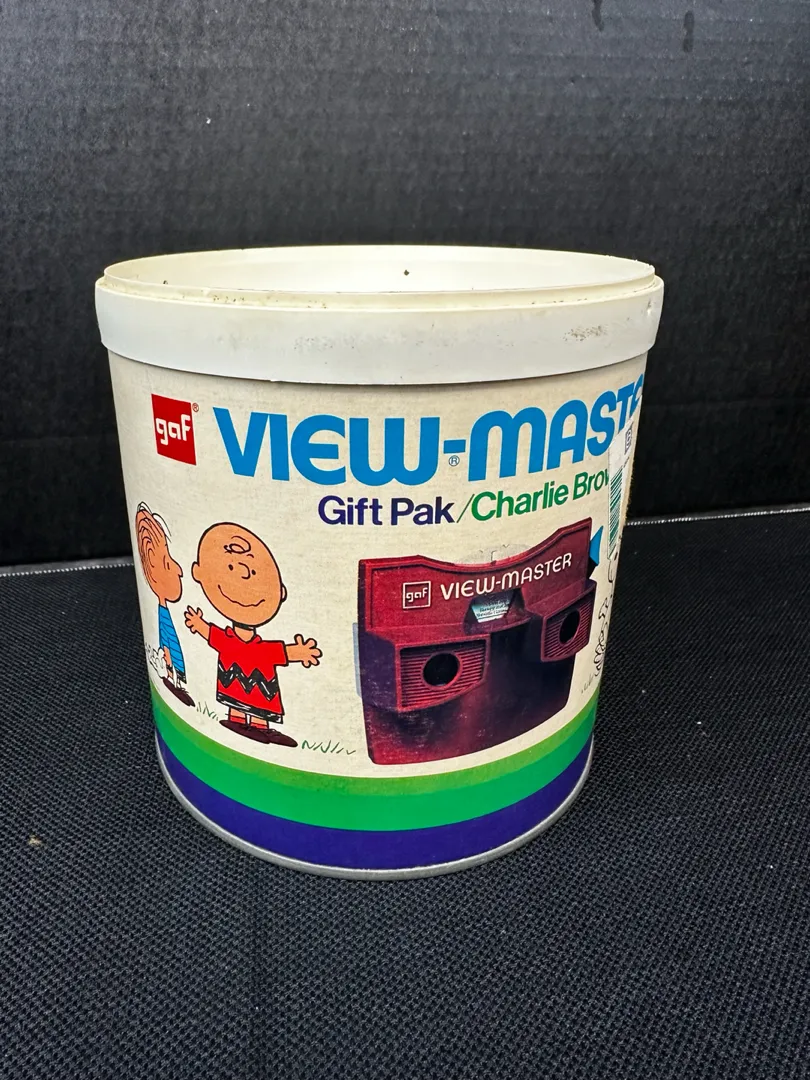 gaf®
VIEW-MASTE
®
Gift Pak/Charlie Brow
gaf VIEW-MASTER